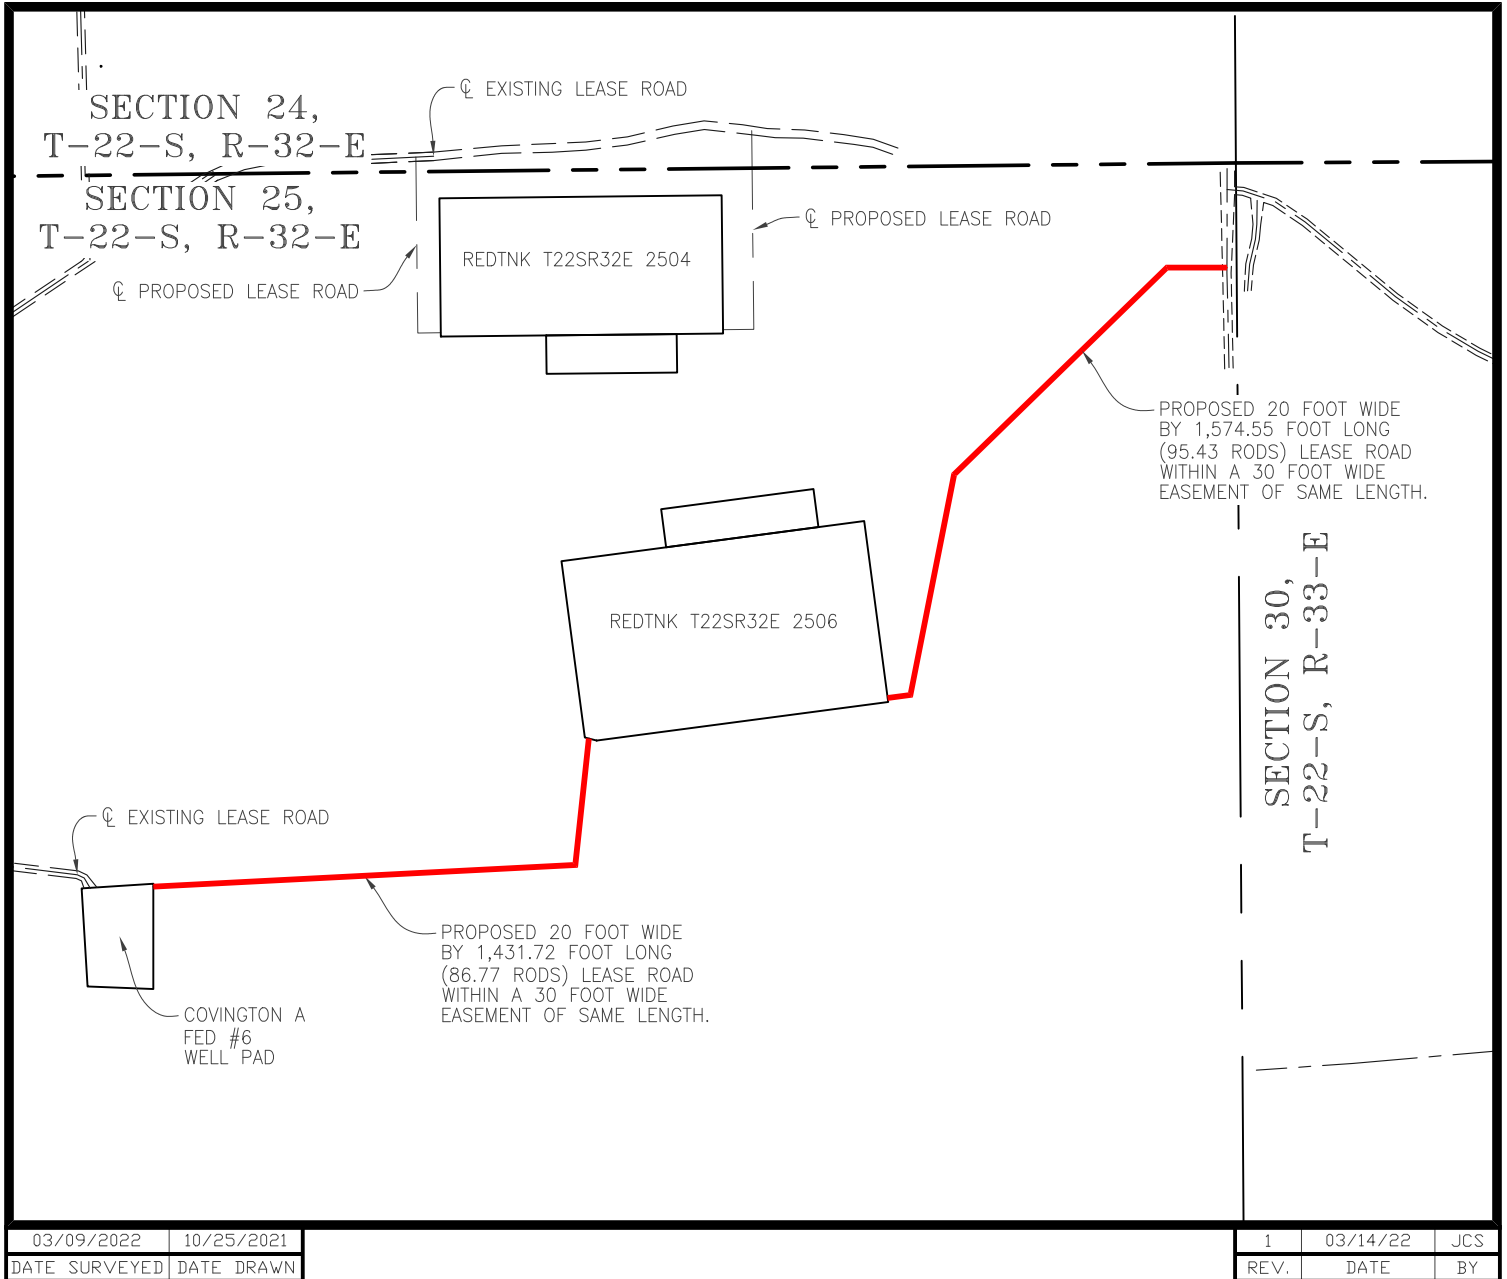 ℄ EXISTING LEASE ROAD
SECTION 24,
T-22-S, R-32-E
SECTION 25,
T-22-S, R-32-E
℄ PROPOSED LEASE ROAD
REDTNK T22SR32E 2504
℄ PROPOSED LEASE ROAD
PROPOSED 20 FOOT WIDE
BY 1,574.55 FOOT LONG
(95.43 RODS) LEASE ROAD
WITHIN A 30 FOOT WIDE
EASEMENT OF SAME LENGTH.
REDTNK T22SR32E 2506
SECTION 30,
T-22-S, R-33-E
℄ EXISTING LEASE ROAD
PROPOSED 20 FOOT WIDE
BY 1,431.72 FOOT LONG
(86.77 RODS) LEASE ROAD
WITHIN A 30 FOOT WIDE
EASEMENT OF SAME LENGTH.
COVINGTON A
FED #6
WELL PAD
03/09/2022 10/25/2021
DATE SURVEYED DATE DRAWN
1 03/14/22 JCS
REV. DATE BY